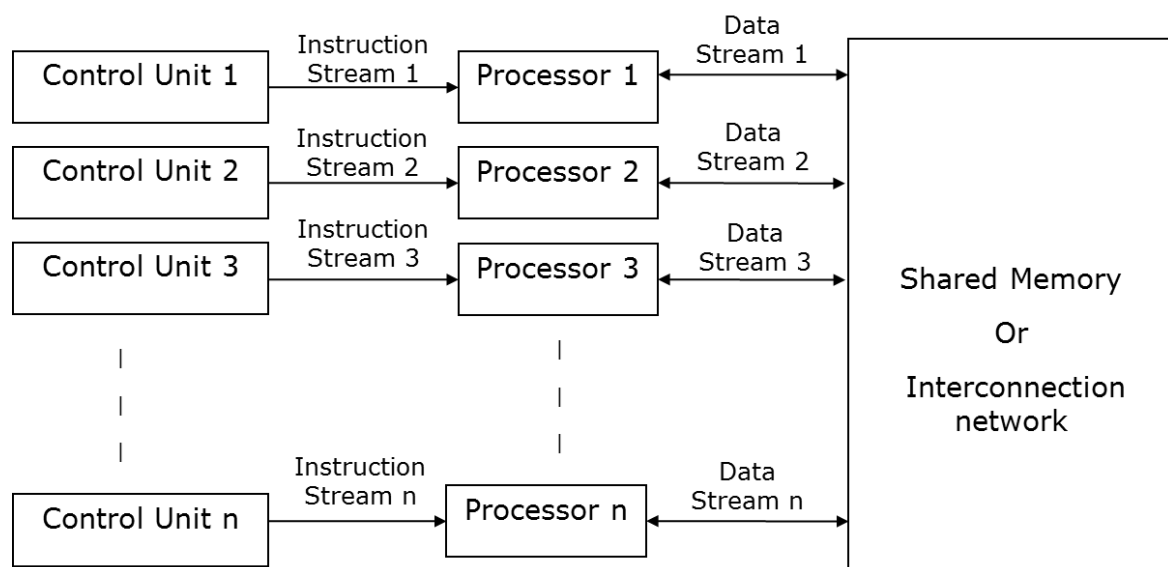 Control Unit 1
Instruction
Stream 1
Processor 1
Data
Stream 1
Control Unit 2
Instruction
Stream 2
Processor 2
Data
Stream 2
Control Unit 3
Instruction
Stream 3
Processor 3
Data
Stream 3
Control Unit n
Instruction
Stream n
Processor n
Data
Stream n
Shared Memory
Or
Interconnection
network